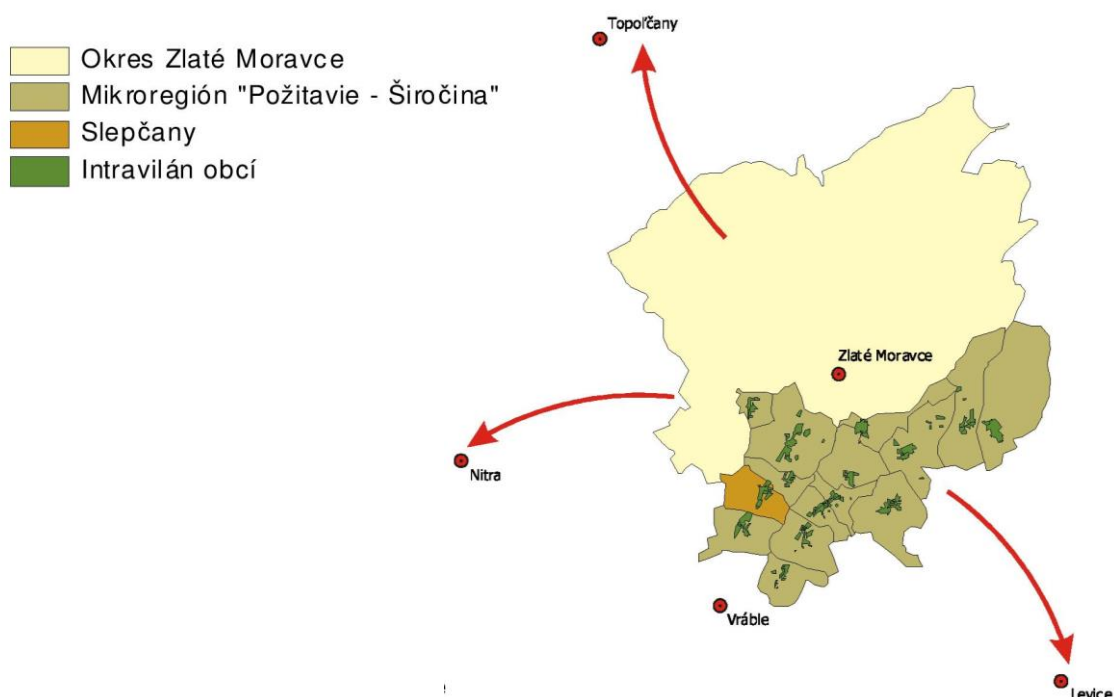 Topoľčany
Okres Zlaté Moravce
Mikroregión "Požitavie - Širočina"
Slepčany
Intravilán obcí
Zlaté Moravce
Nitra
Vráble
Levice